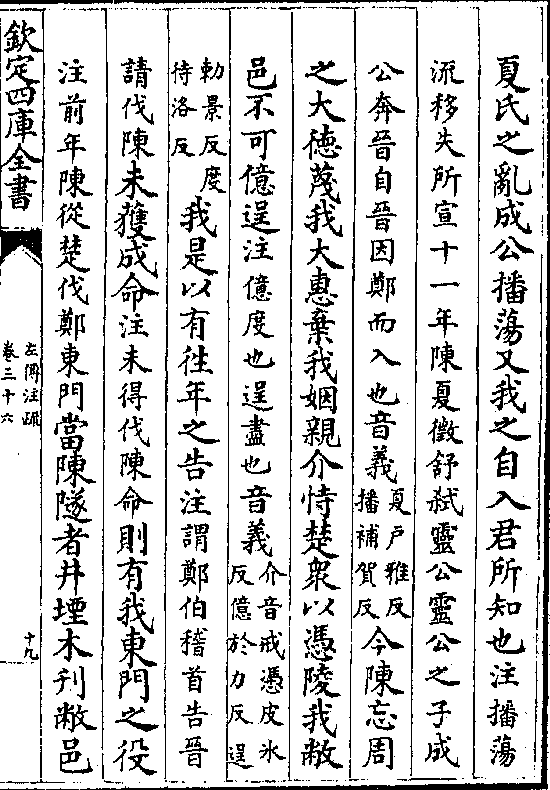 夏氏之亂成公播蕩又我之自入君所知也注播蕩
流移失所宣十一年陳夏徵舒弑靈公靈公之子成
公奔晉自晉因鄭而入也音義夏户雅反播補賀反今陳忘周
之大徳蔑我大惠棄我姻親介恃楚衆以憑陵我敝
邑不可億逞注億度也逞盡也音義介音戒憑皮氷反億於力反逞
勅景反度待洛反我是以有往年之告注謂鄭伯稽首告晉
請伐陳未獲成命注未得伐陳命則有我東門之役
注前年陳從楚伐鄭東門當陳隧者井堙木刋敝邑
欽定四庫全書
左傳注疏
卷三十六
十九